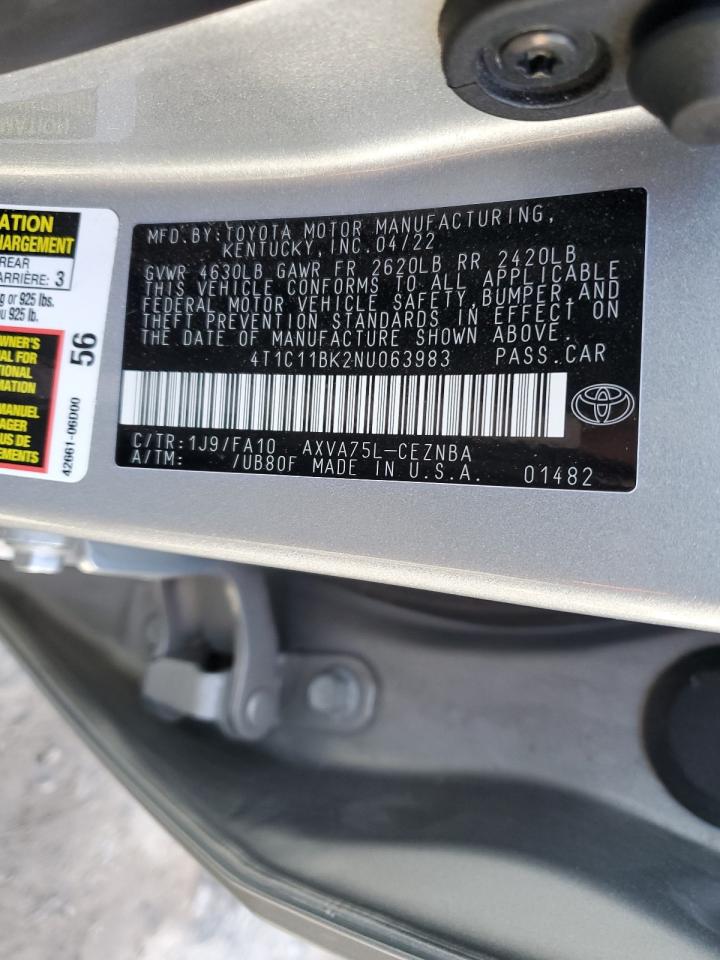 MFD.BY:TOYOTA MOTOR MANUFACTURING,
KENTUCKY, INC. 04/22
GVWR 4630LB GAWR FR 2620LB RR 2420LB
THIS VEHICLE CONFORMS TO ALL APPLICABLE
FEDERAL MOTOR VEHICLE SAFETY,BUMPER,AND
THEFT PREVENTION STANDARDS IN EFFECT ON
THE DATE OF MANUFACTURE SHOWN ABOVE.
4T1C11BK2NU063983 PASS.CAR
C/TR:1J9/FA10 AXVA75L-CEZNBA
A/TM: /UB80F MADE IN U.S.A. 01482
ATION
CHARGEMENT
REAR
ARRIÈRE: 3
g or 925 lbs.
u 925 lb.
OWNER'S
UAL FOR
TIONAL
RMATION
MANUEL
AGER
US DE
EMENTS
56
42661-06D00